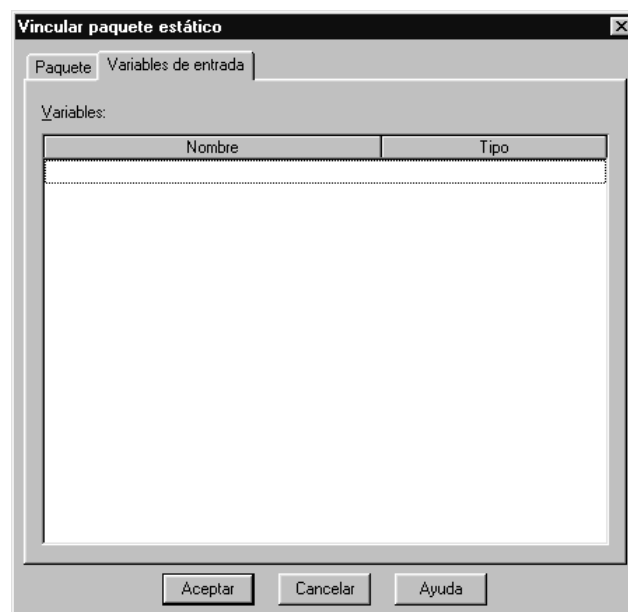 Vincular paquete estático
Paquete Variables de entrada
Variables:
Nombre Tipo
Aceptar Cancelar Ayuda